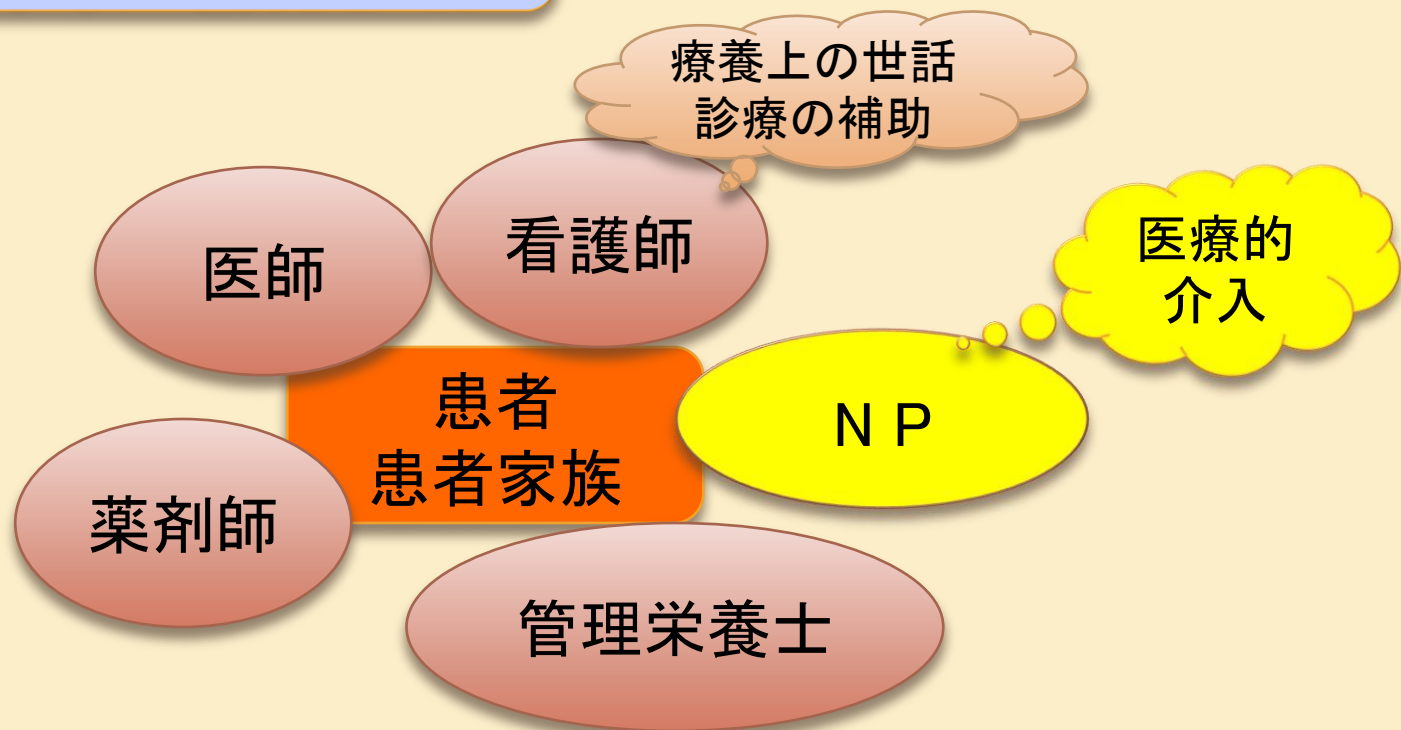 療養上の世話
診療の補助
医師
看護師
医療的
介入
患者
患者家族
ＮＰ
薬剤師
管理栄養士